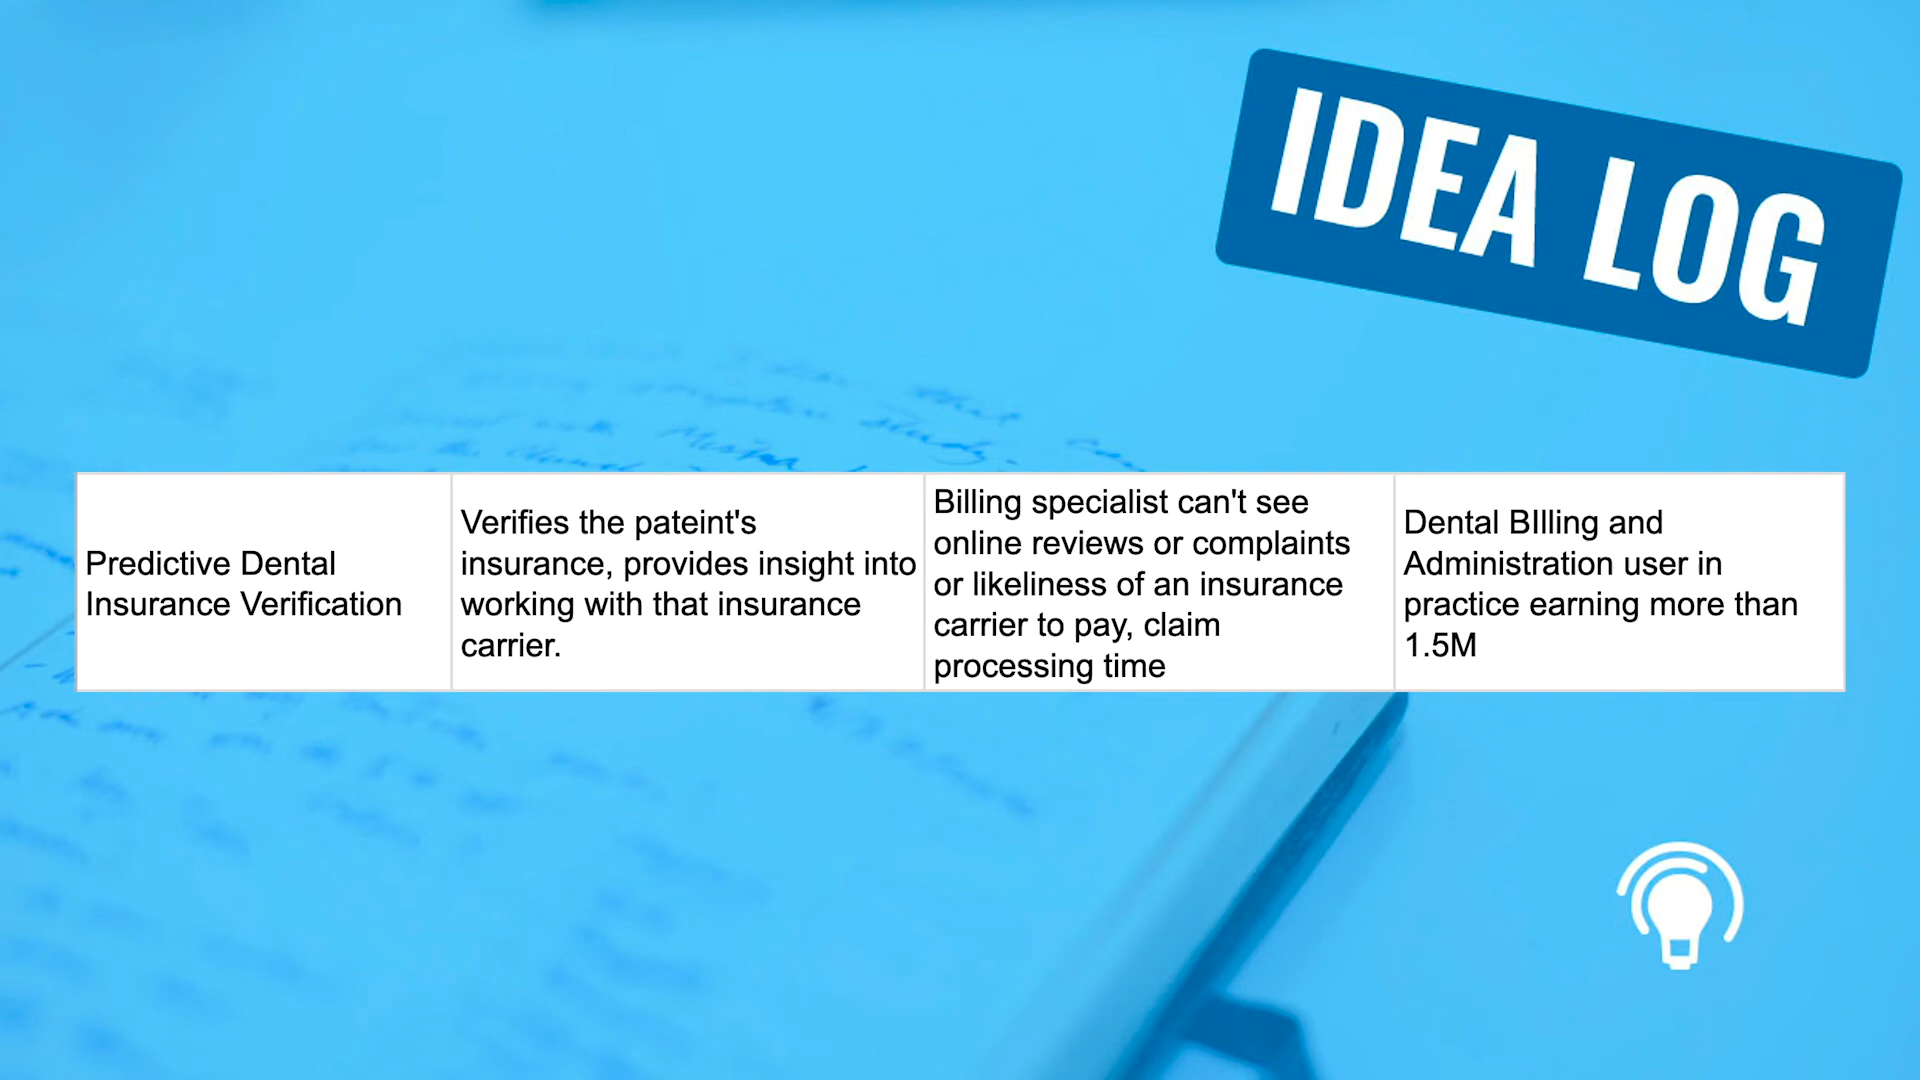 IDEA LOG
Predictive Dental
Insurance Verification
Verifies the pateint's
insurance, provides insight into
working with that insurance
carrier.
Billing specialist can't see
online reviews or complaints
or likeliness of an insurance
carrier to pay, claim
processing time
Dental BIlling and
Administration user in
practice earning more than
1.5M